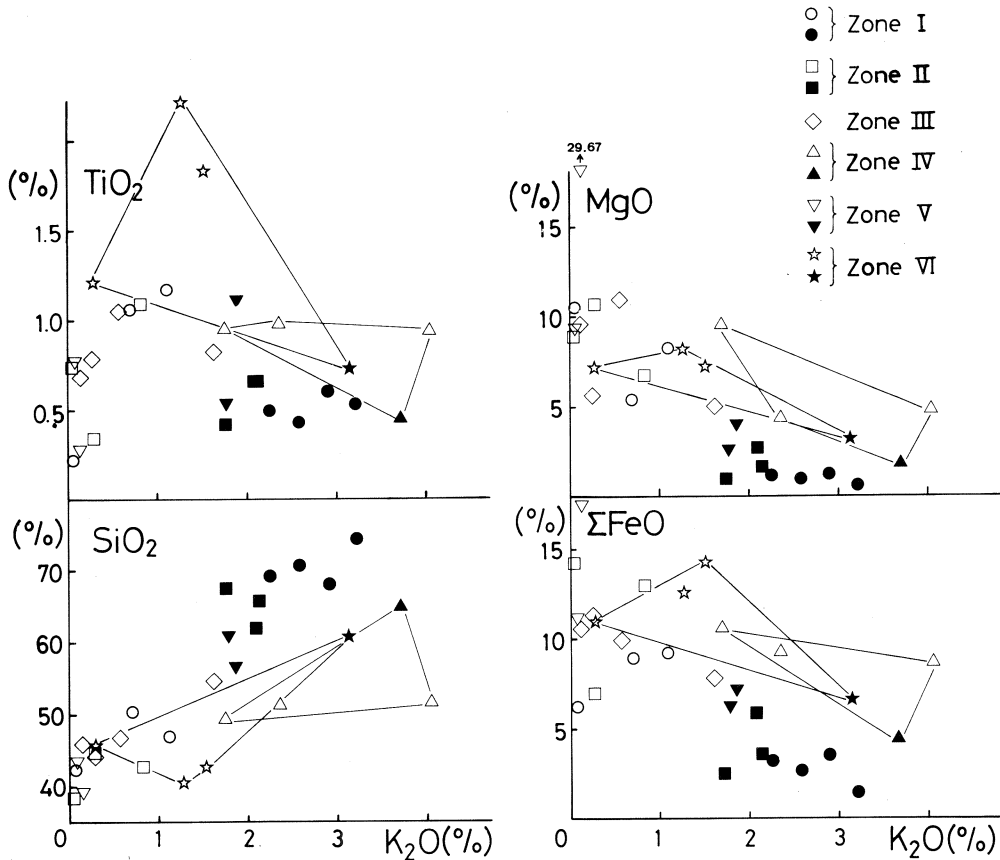 Zone I
Zone II
Zone III
Zone IV
Zone V
Zone VI
(%)
TiO2
1.5
1.0
0.5
29.67
(%)
MgO
15
10
5
(%)
SiO2
70
60
50
40
0 1 2 3 K2O(%)
(%)
ΣFeO
15
10
5
0 1 2 3 K2O(%)